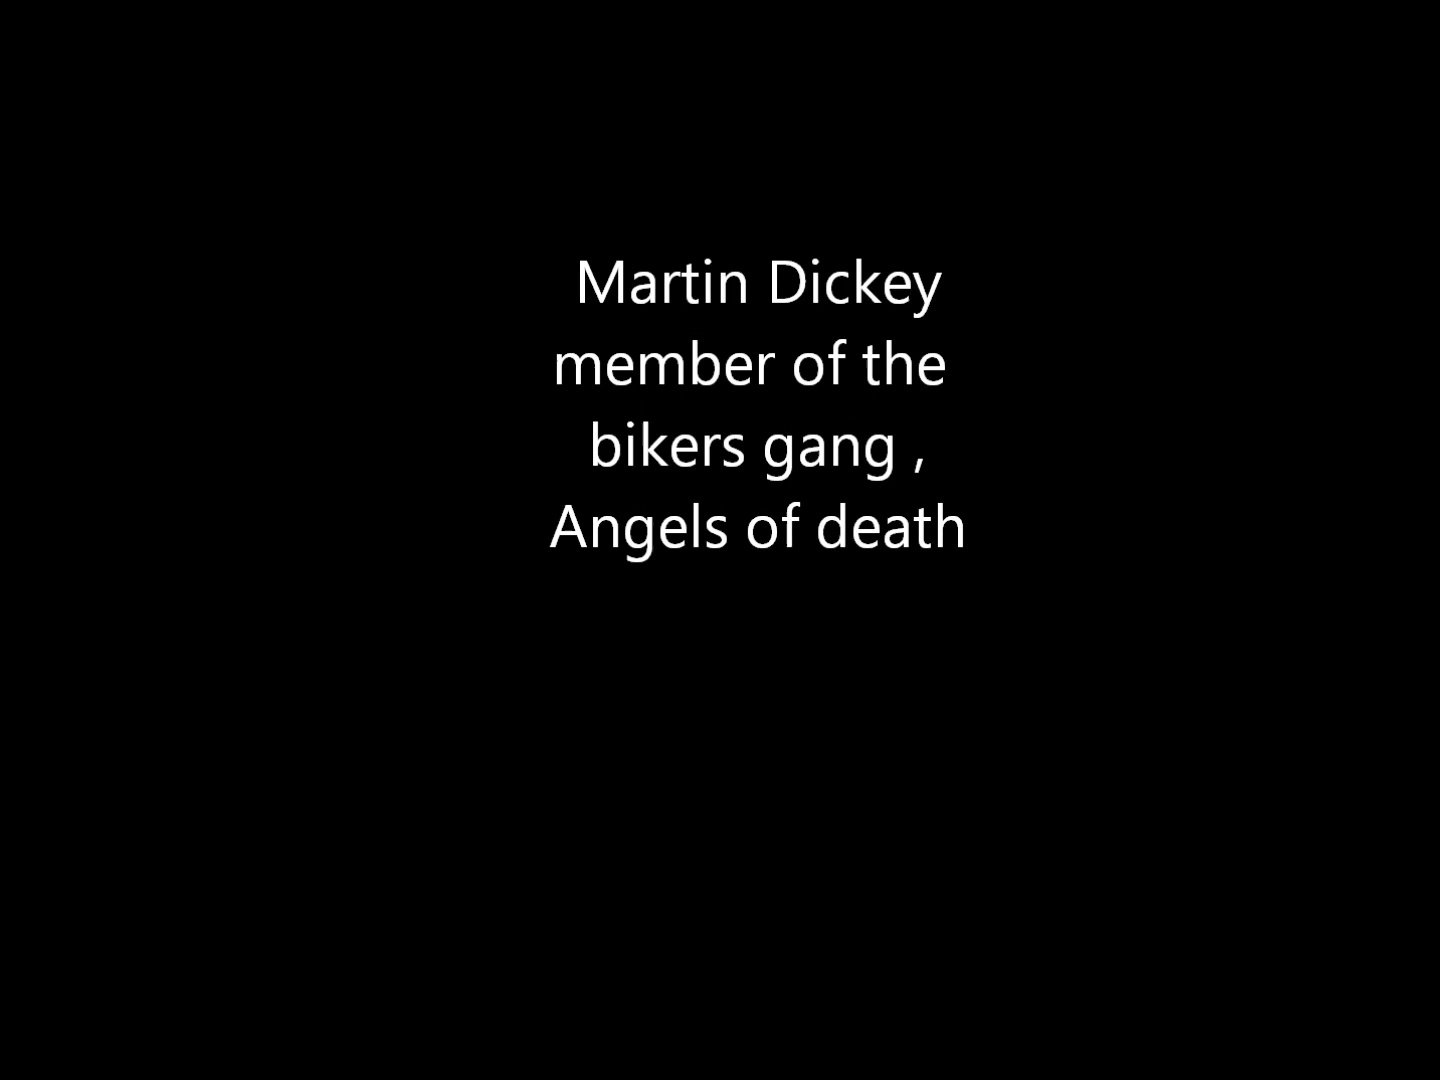 Martin Dickey
member of the
bikers gang ,
Angels of death